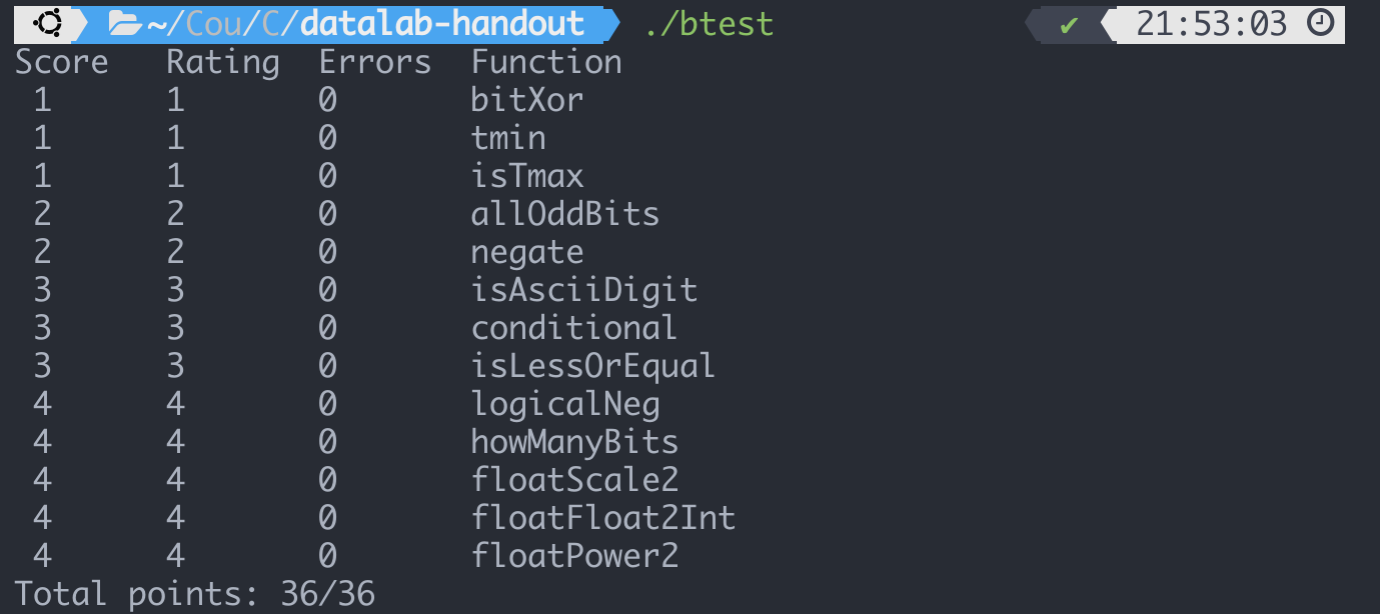 ~/Cou/C/datalab-handout ./btest ✔ 21:53:03
Score Rating Errors Function
1 1 0 bitXor
1 1 0 tmin
1 1 0 isTmax
2 2 0 allOddBits
2 2 0 negate
3 3 0 isAsciiDigit
3 3 0 conditional
3 3 0 isLessOrEqual
4 4 0 logicalNeg
4 4 0 howManyBits
4 4 0 floatScale2
4 4 0 floatFloat2Int
4 4 0 floatPower2
Total points: 36/36